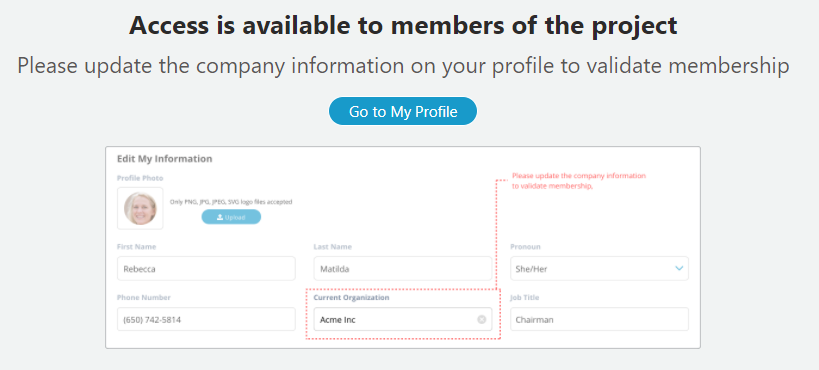 Access is available to members of the project
Please update the company information on your profile to validate membership
Go to My Profile
Edit My Information
Profile Photo
Only PNG, JPG, JPEG, SVG logo files accepted
Upload
Please update the company information
to validate membership.
First Name
Last Name
Pronoun
Rebecca
Matilda
She/Her
Phone Number
Current Organization
Job Title
(650) 742-5814
Acme Inc
Chairman